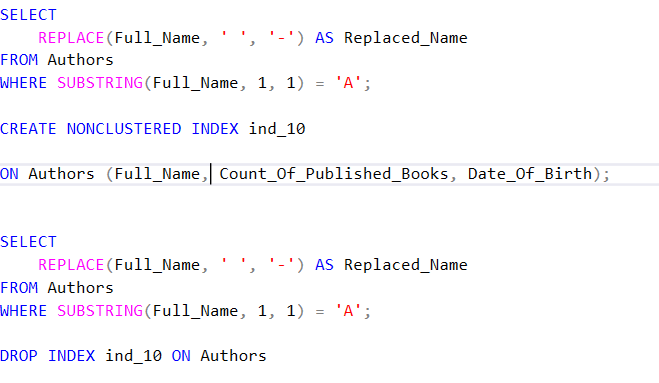 SELECT
REPLACE(Full_Name, ' ', '-') AS Replaced_Name
FROM Authors
WHERE SUBSTRING(Full_Name, 1, 1) = 'A';
CREATE NONCLUSTERED INDEX ind_10
ON Authors (Full_Name, Count_Of_Published_Books, Date_Of_Birth);
SELECT
REPLACE(Full_Name, ' ', '-') AS Replaced_Name
FROM Authors
WHERE SUBSTRING(Full_Name, 1, 1) = 'A';
DROP INDEX ind_10 ON Authors